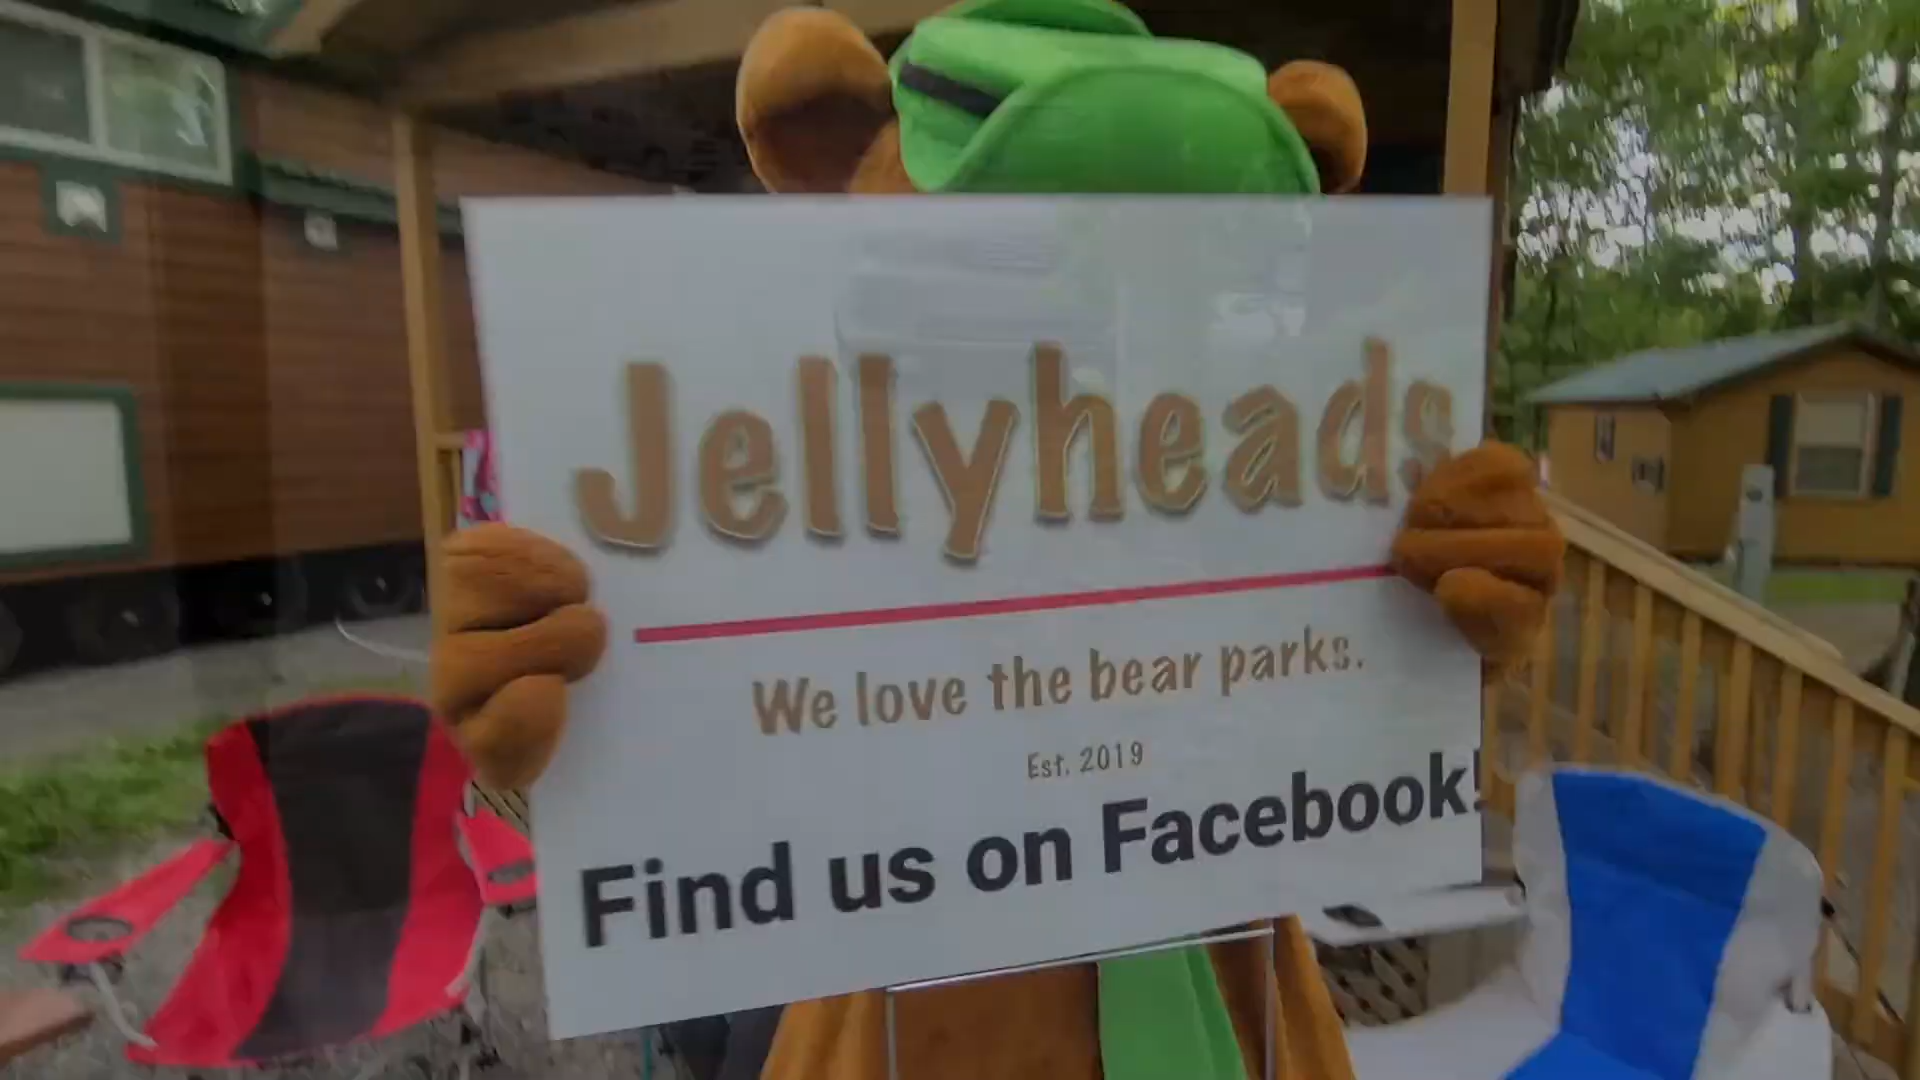 Jellyheads
We love the bear parks.
Est. 2019
Find us on Facebook!